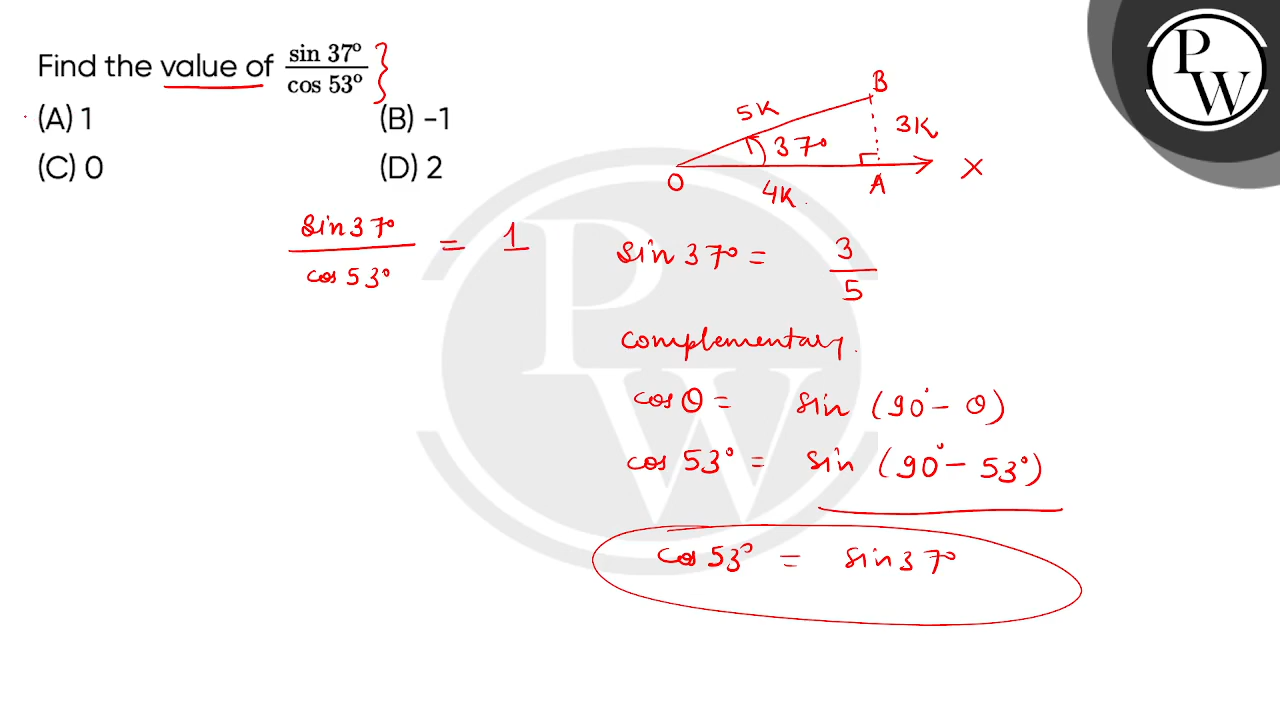 Find the value of sin 37° / cos 53° }
(A) 1 (B) -1
(C) 0 (D) 2
sin 37° / cos 53° = 1
B
5K
3K
37°
O
4K
A
X
sin 37° = 3/5
complementary.
cos θ = sin (90° - θ)
cos 53° = sin (90° - 53°)
cos 53° = sin 37°
PW
PW